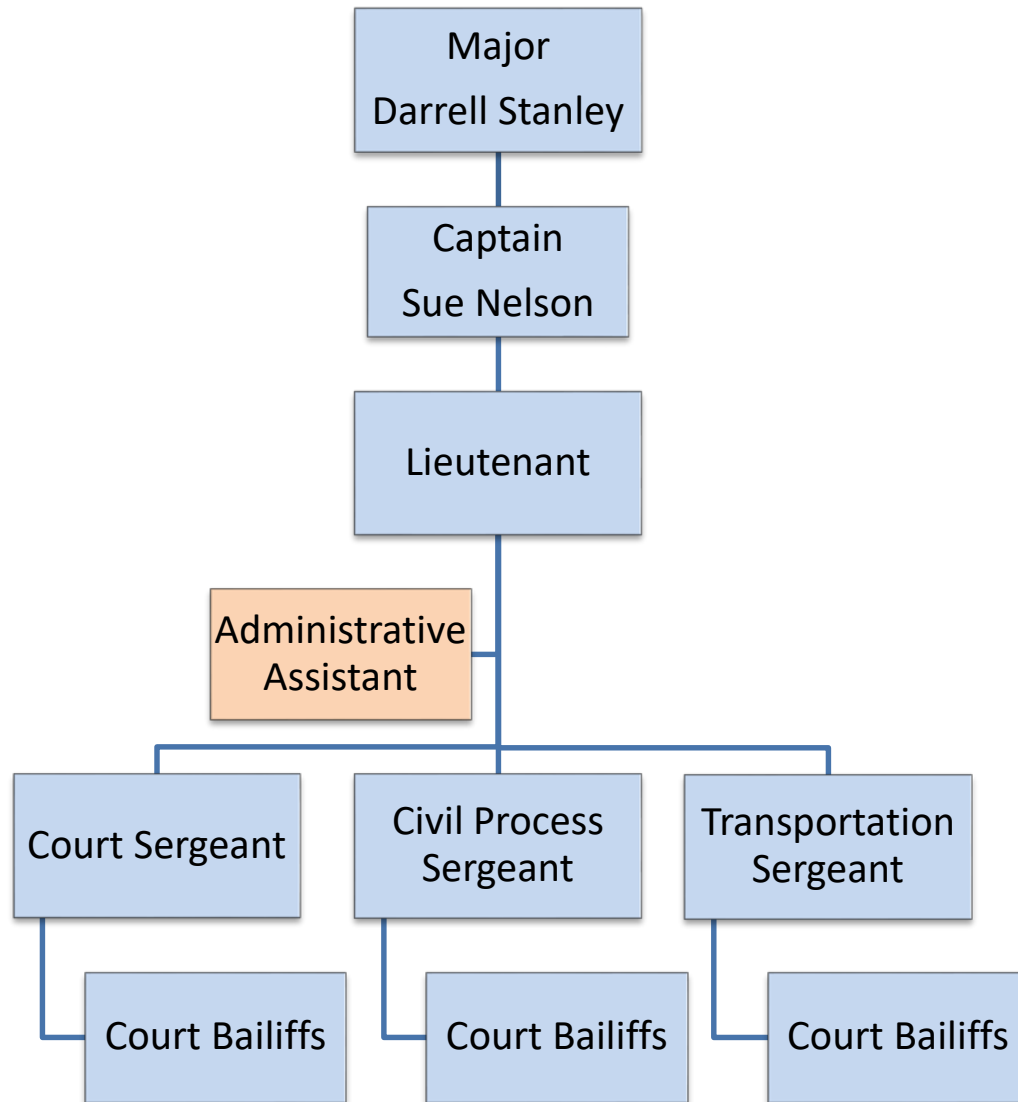 Major
Darrell Stanley
Captain
Sue Nelson
Lieutenant
Administrative
Assistant
Court Sergeant
Civil Process
Sergeant
Transportation
Sergeant
Court Bailiffs
Court Bailiffs
Court Bailiffs